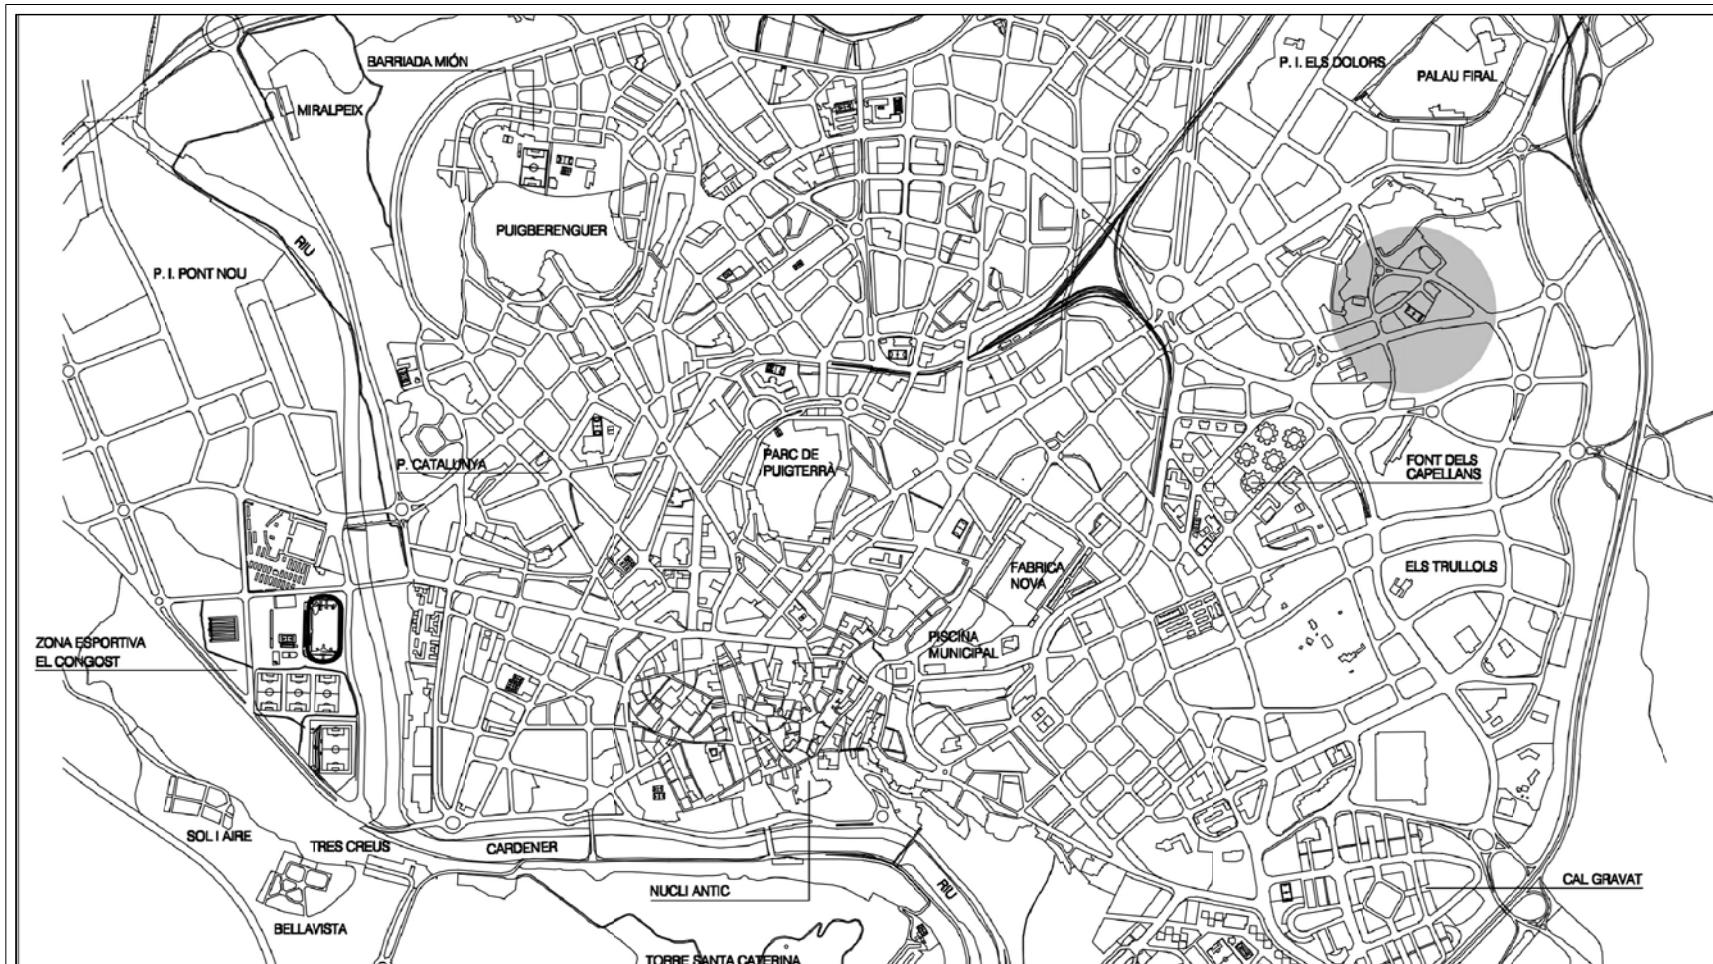 BARRIADA MIÓN
P. I. ELS DOLORS
PALAU FIRAL
MIRALPEIX
PUIGBERENGUER
RIU
P. I. PONT NOU
P. CATALUNYA
PARC DE
PUIGTERRÀ
FONT DELS
CAPELLANS
FABRICA
NOVA
ELS TRULLOLS
ZONA ESPORTIVA
EL CONGOST
PISCINA
MUNICIPAL
SOL I AIRE
TRES CREUS
CARDENER
NUCLI ANTIC
RIU
CAL GRAVAT
BELLAVISTA
TORRE SANTA CATERINA